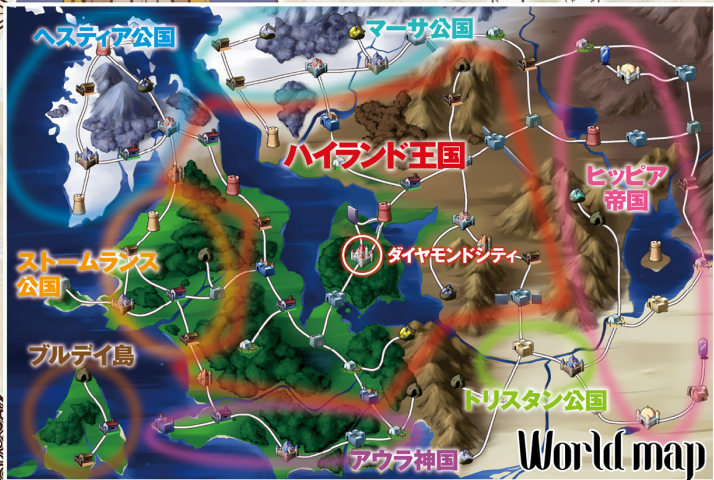 ヘスティア公国
マーサ公国
ハイランド王国
ヒッピア
帝国
ダイヤモンドシティ
ストームランス
公国
ブルデイ島
トリスタン公国
アウラ神国
World map